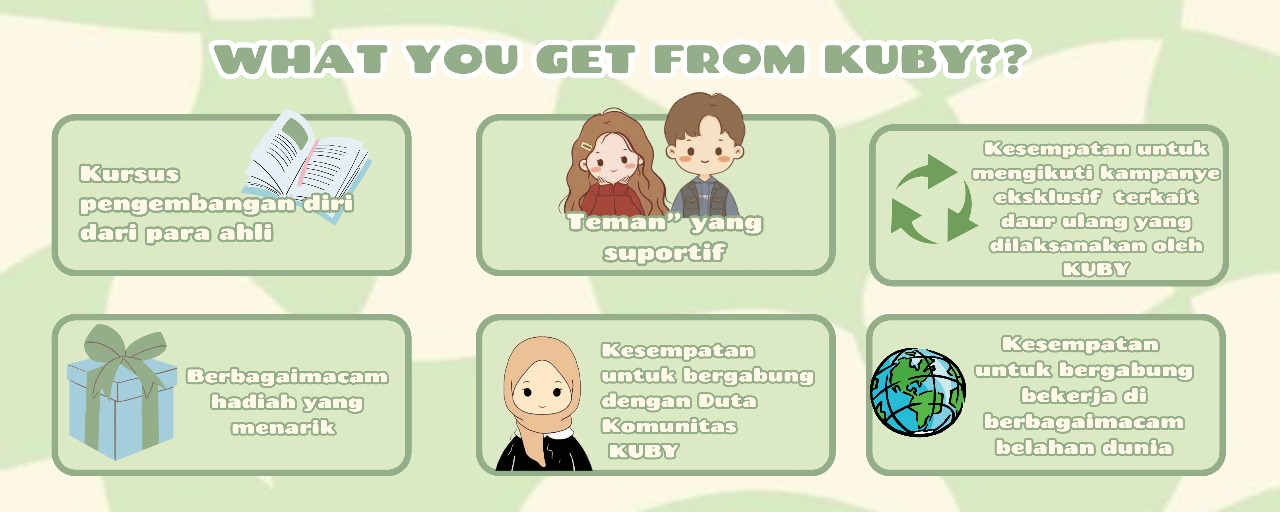 WHAT YOU GET FROM KUBY??
Kursus
pengembangan diri
dari para ahli
Teman” yang
suportif
Kesempatan untuk
mengikuti kampanye
eksklusif terkait
daur ulang yang
dilaksanakan oleh
KUBY
Berbagaimacam
hadiah yang
menarik
Kesempatan
untuk bergabung
dengan Duta
Komunitas
KUBY
Kesempatan
untuk bergabung
bekerja di
berbagaimacam
belahan dunia